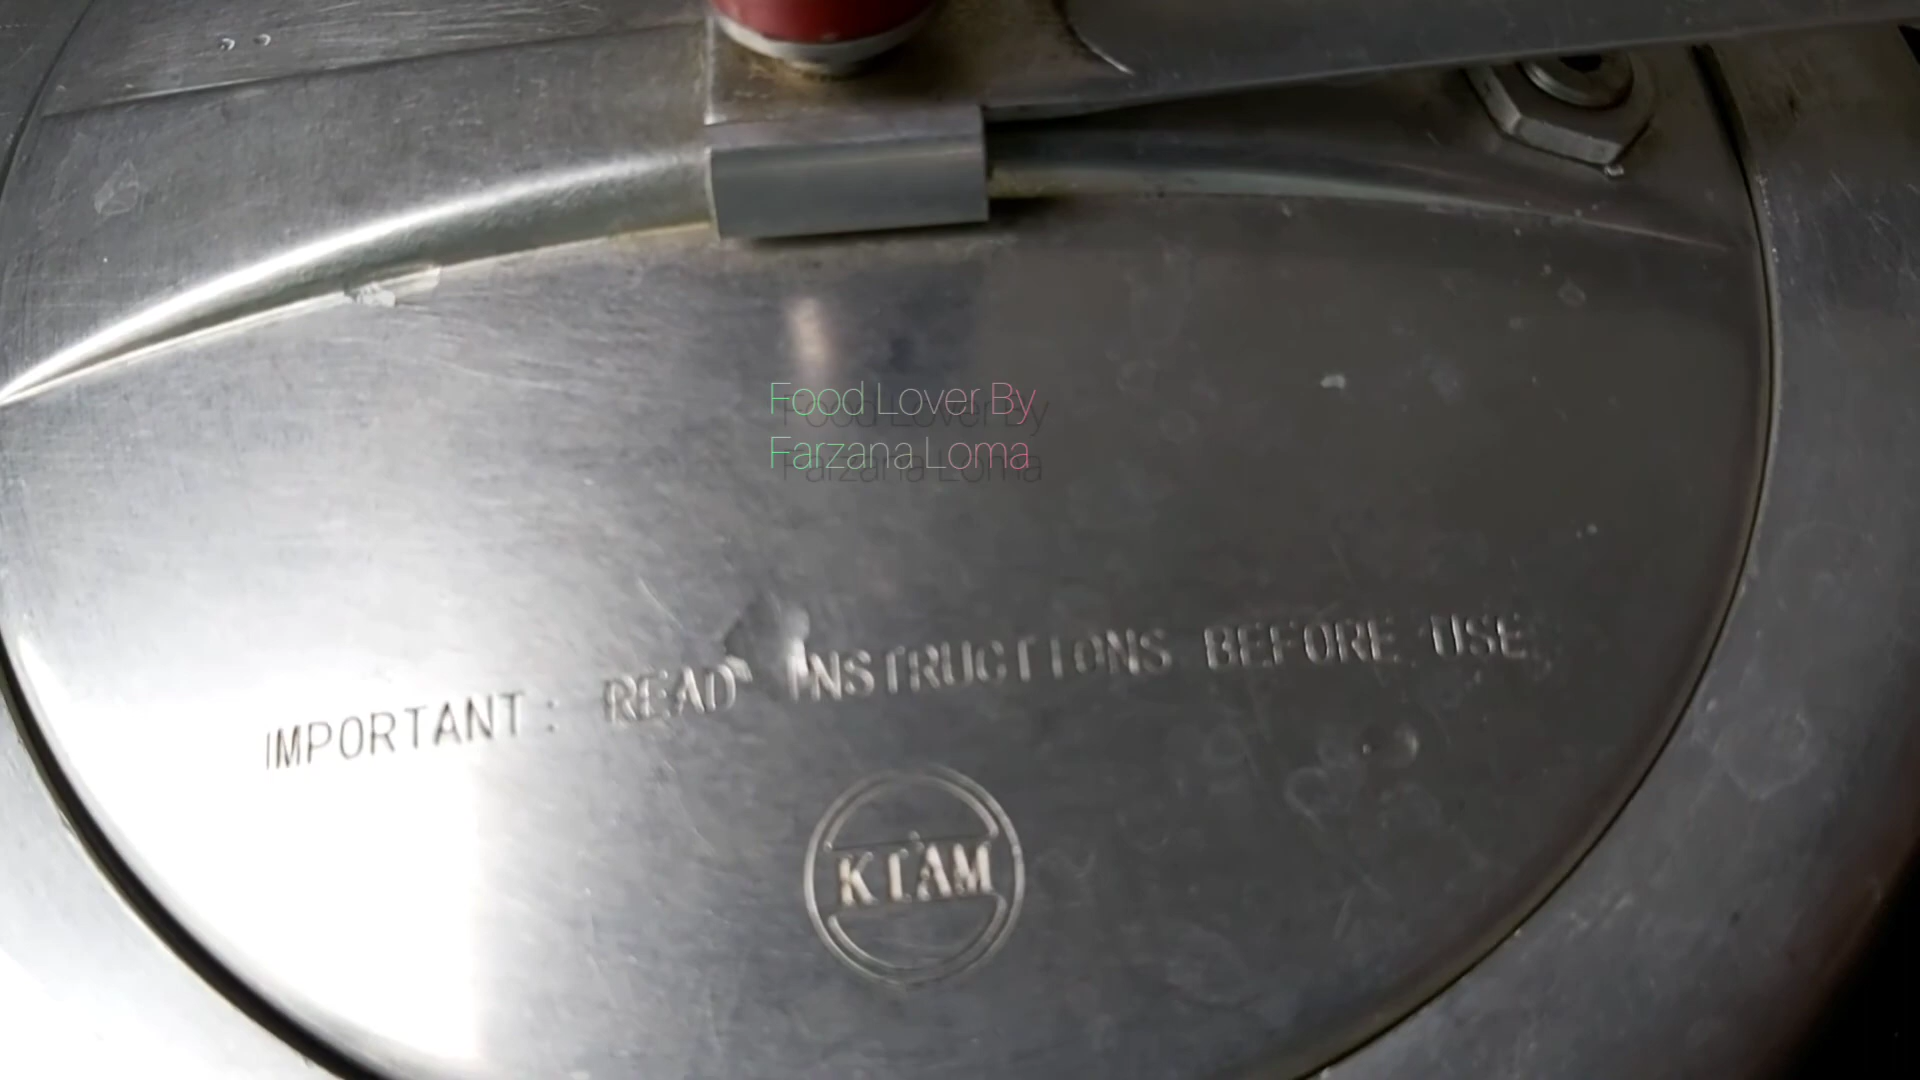 Food Lover By
Farzana Loma
IMPORTANT: READ INSTRUCTIONS BEFORE USE
KIAM